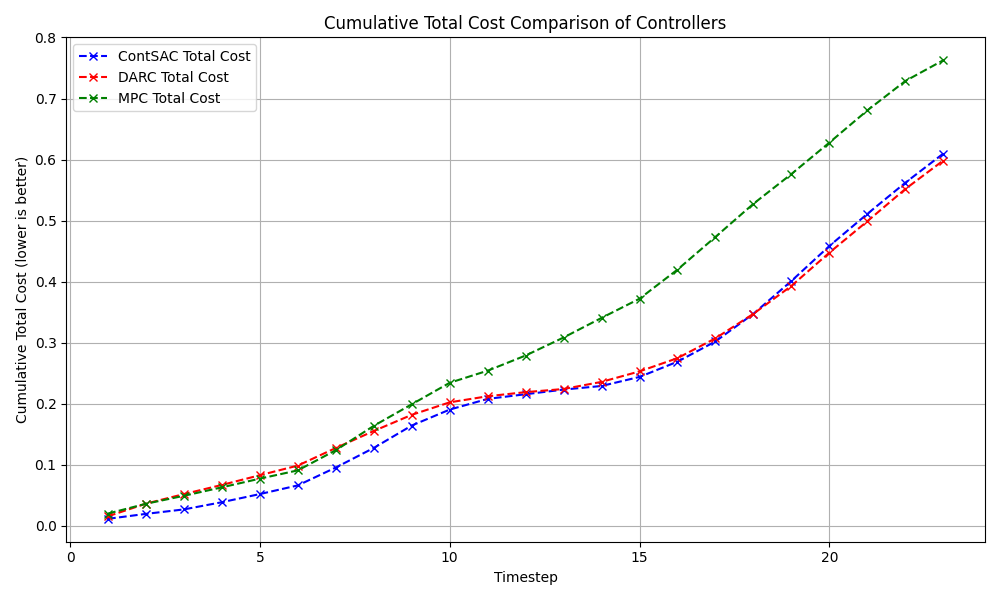 Cumulative Total Cost Comparison of Controllers
ContSAC Total Cost
DARC Total Cost
MPC Total Cost
Cumulative Total Cost (lower is better)
0.8
0.7
0.6
0.5
0.4
0.3
0.2
0.1
0.0
0 5 10 15 20
Timestep